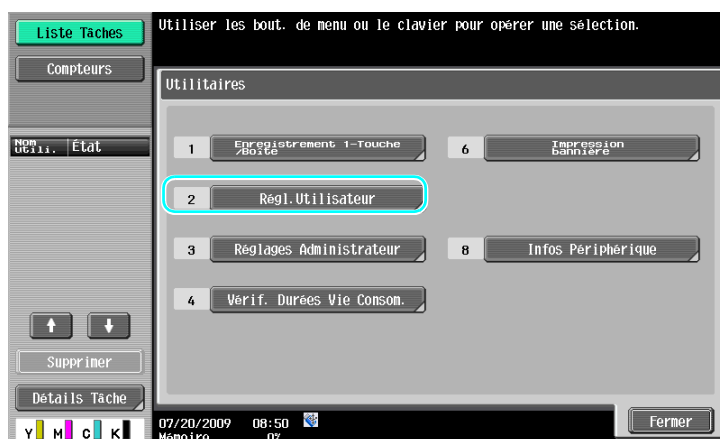 Liste Tâches
Utiliser les bout. de menu ou le clavier pour opérer une sélection.
Compteurs
Utilitaires
Nom Utili. État
1 Enregistrement 1-Touche /Boîte
6 Impression bannière
2 Régl.Utilisateur
3 Réglages Administrateur
8 Infos Périphérique
4 Vérif. Durées Vie Consom.
Supprimer
Détails Tâche
Fermer
07/20/2009 08:50
Y M C K
Mémoire 0%